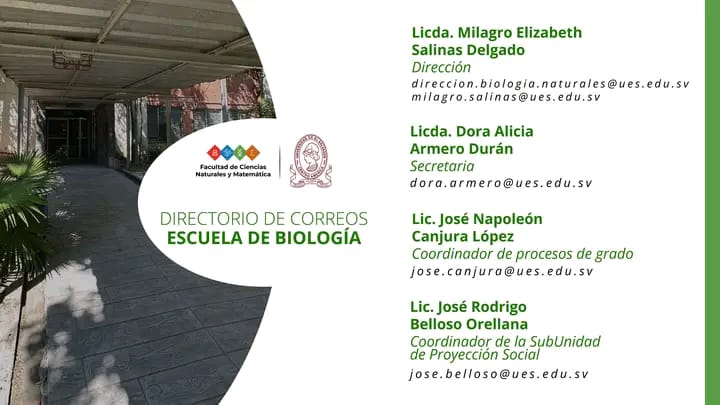 Facultad de Ciencias
Naturales y Matemática
DIRECTORIO DE CORREOS
ESCUELA DE BIOLOGÍA
Licda. Milagro Elizabeth
Salinas Delgado
Dirección
direccion.biologia.naturales@ues.edu.sv
milagro.salinas@ues.edu.sv
Licda. Dora Alicia
Armero Durán
Secretaria
dora.armero@ues.edu.sv
Lic. José Napoleón
Canjura López
Coordinador de procesos de grado
jose.canjura@ues.edu.sv
Lic. José Rodrigo
Belloso Orellana
Coordinador de la SubUnidad
de Proyección Social
jose.belloso@ues.edu.sv